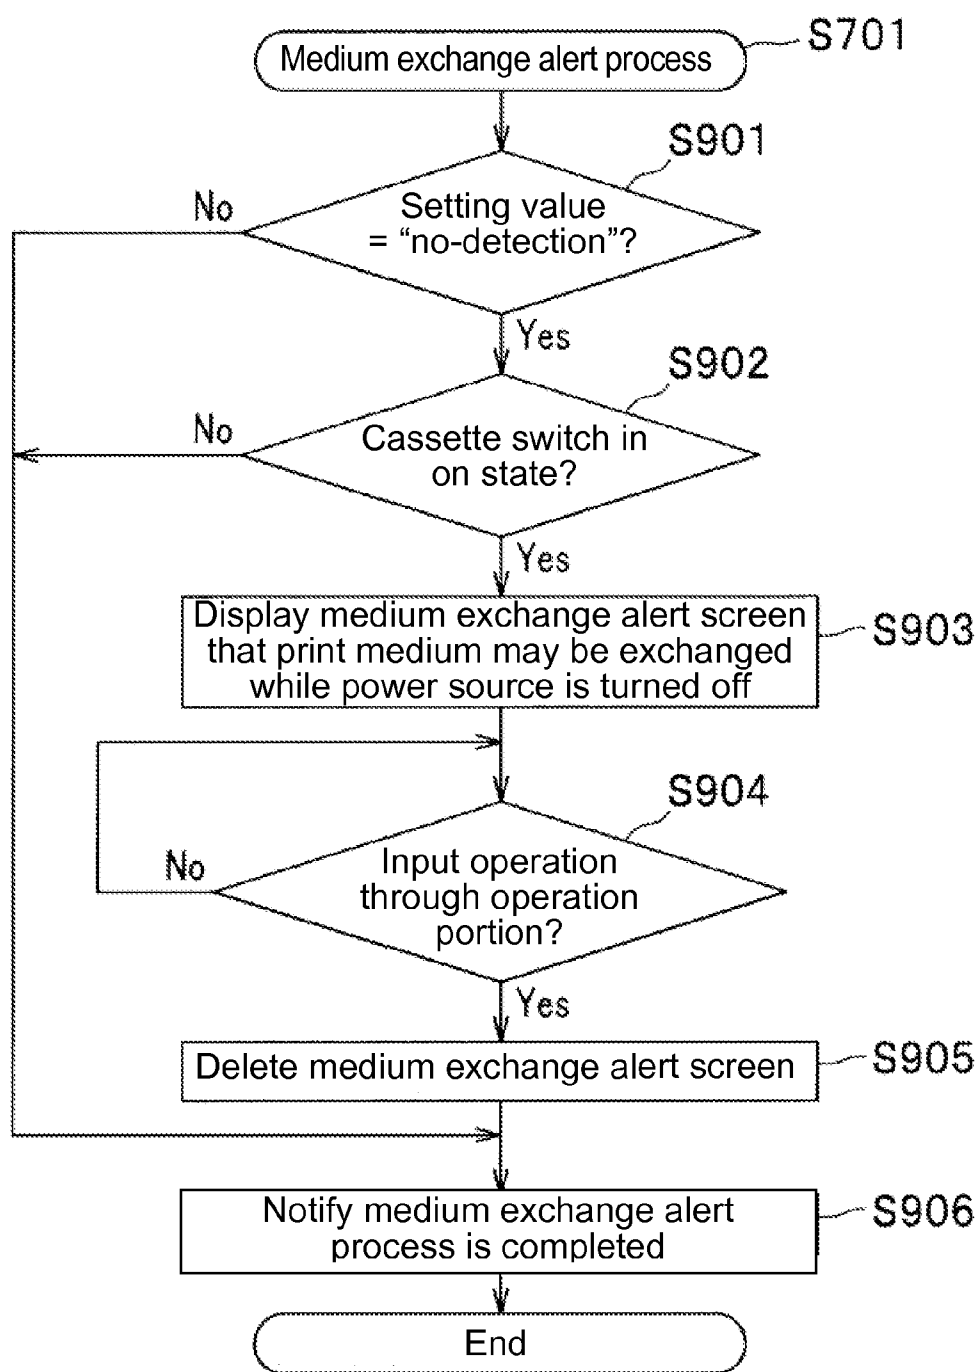 Medium exchange alert process
S701
S901
Setting value
= “no-detection”?
No
Yes
S902
Cassette switch in
on state?
No
Yes
Display medium exchange alert screen
that print medium may be exchanged
while power source is turned off
S903
S904
Input operation
through operation
portion?
No
Yes
Delete medium exchange alert screen
S905
Notify medium exchange alert
process is completed
S906
End